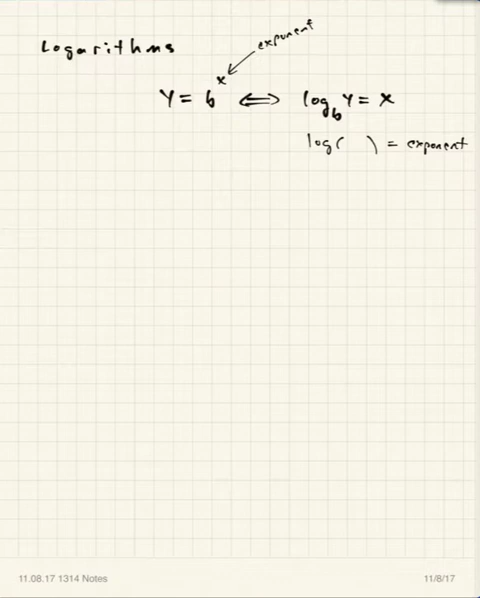 Logarithms
exponent
Y = b^x ⟺ log_b Y = x
log( ) = exponent
11.08.17 1314 Notes
11/8/17